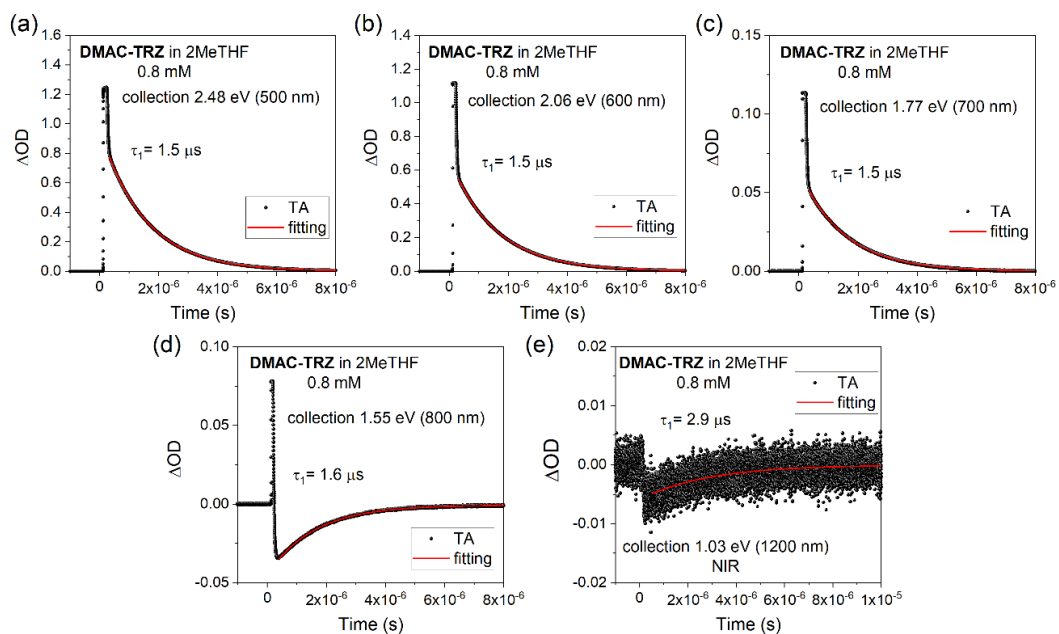 (a)
DMAC-TRZ in 2MeTHF
0.8 mM
collection 2.48 eV (500 nm)
τ1= 1.5 μs
TA
fitting
ΔOD
1.6
1.4
1.2
1.0
0.8
0.6
0.4
0.2
0.0
0
2x10⁻⁶
4x10⁻⁶
6x10⁻⁶
8x10⁻⁶
Time (s)
(b)
DMAC-TRZ in 2MeTHF
0.8 mM
collection 2.06 eV (600 nm)
τ1= 1.5 μs
TA
fitting
ΔOD
1.4
1.2
1.0
0.8
0.6
0.4
0.2
0.0
0
2x10⁻⁶
4x10⁻⁶
6x10⁻⁶
8x10⁻⁶
Time (s)
(c)
DMAC-TRZ in 2MeTHF
0.8 mM
collection 1.77 eV (700 nm)
τ1= 1.5 μs
TA
fitting
ΔOD
0.15
0.10
0.05
0.00
0
2x10⁻⁶
4x10⁻⁶
6x10⁻⁶
8x10⁻⁶
Time (s)
(d)
DMAC-TRZ in 2MeTHF
0.8 mM
collection 1.55 eV (800 nm)
τ1= 1.6 μs
TA
fitting
ΔOD
0.10
0.05
0.00
-0.05
0
2x10⁻⁶
4x10⁻⁶
6x10⁻⁶
8x10⁻⁶
Time (s)
(e)
DMAC-TRZ in 2MeTHF
0.8 mM
TA
fitting
τ1= 2.9 μs
collection 1.03 eV (1200 nm)
NIR
ΔOD
0.02
0.01
0.00
-0.01
-0.02
0
2x10⁻⁶
4x10⁻⁶
6x10⁻⁶
8x10⁻⁶
1x10⁻⁵
Time (s)